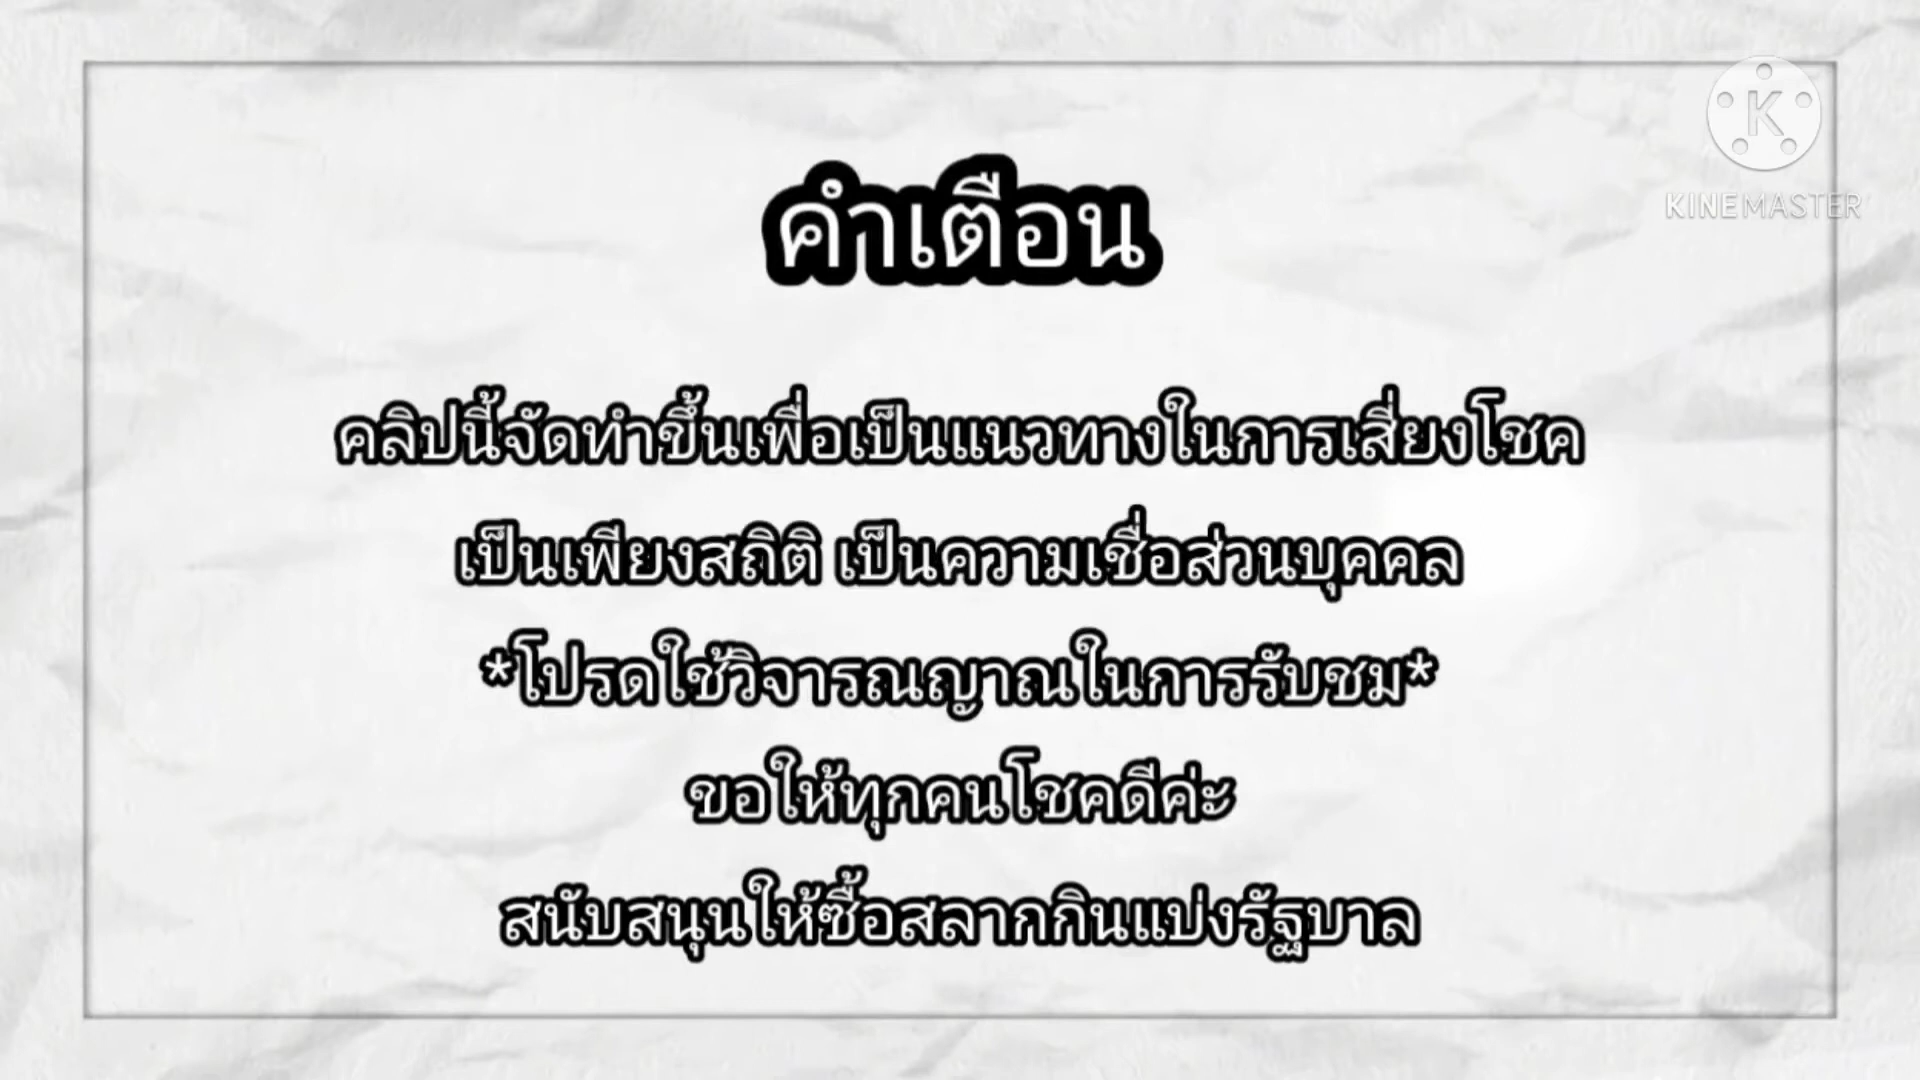 KINEMASTER
คำเตือน
คลิปนี้จัดทำขึ้นเพื่อเป็นแนวทางในการเสี่ยงโชค
เป็นเพียงสถิติ เป็นความเชื่อส่วนบุคคล
*โปรดใช้วิจารณญาณในการรับชม*
ขอให้ทุกคนโชคดีค่ะ
สนับสนุนให้ซื้อสลากกินแบ่งรัฐบาล